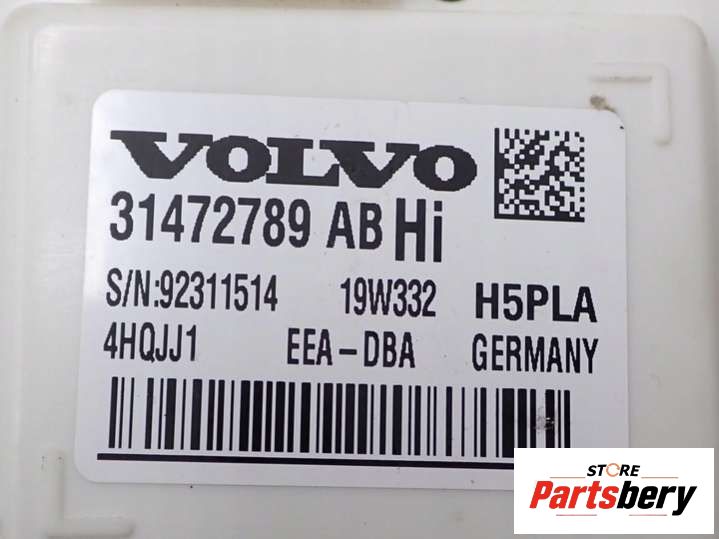 VOLVO
31472789 AB Hi
S/N:92311514 19W332 H5PLA
4HQJJ1 EEA-DBA GERMANY
STORE
Partsbery